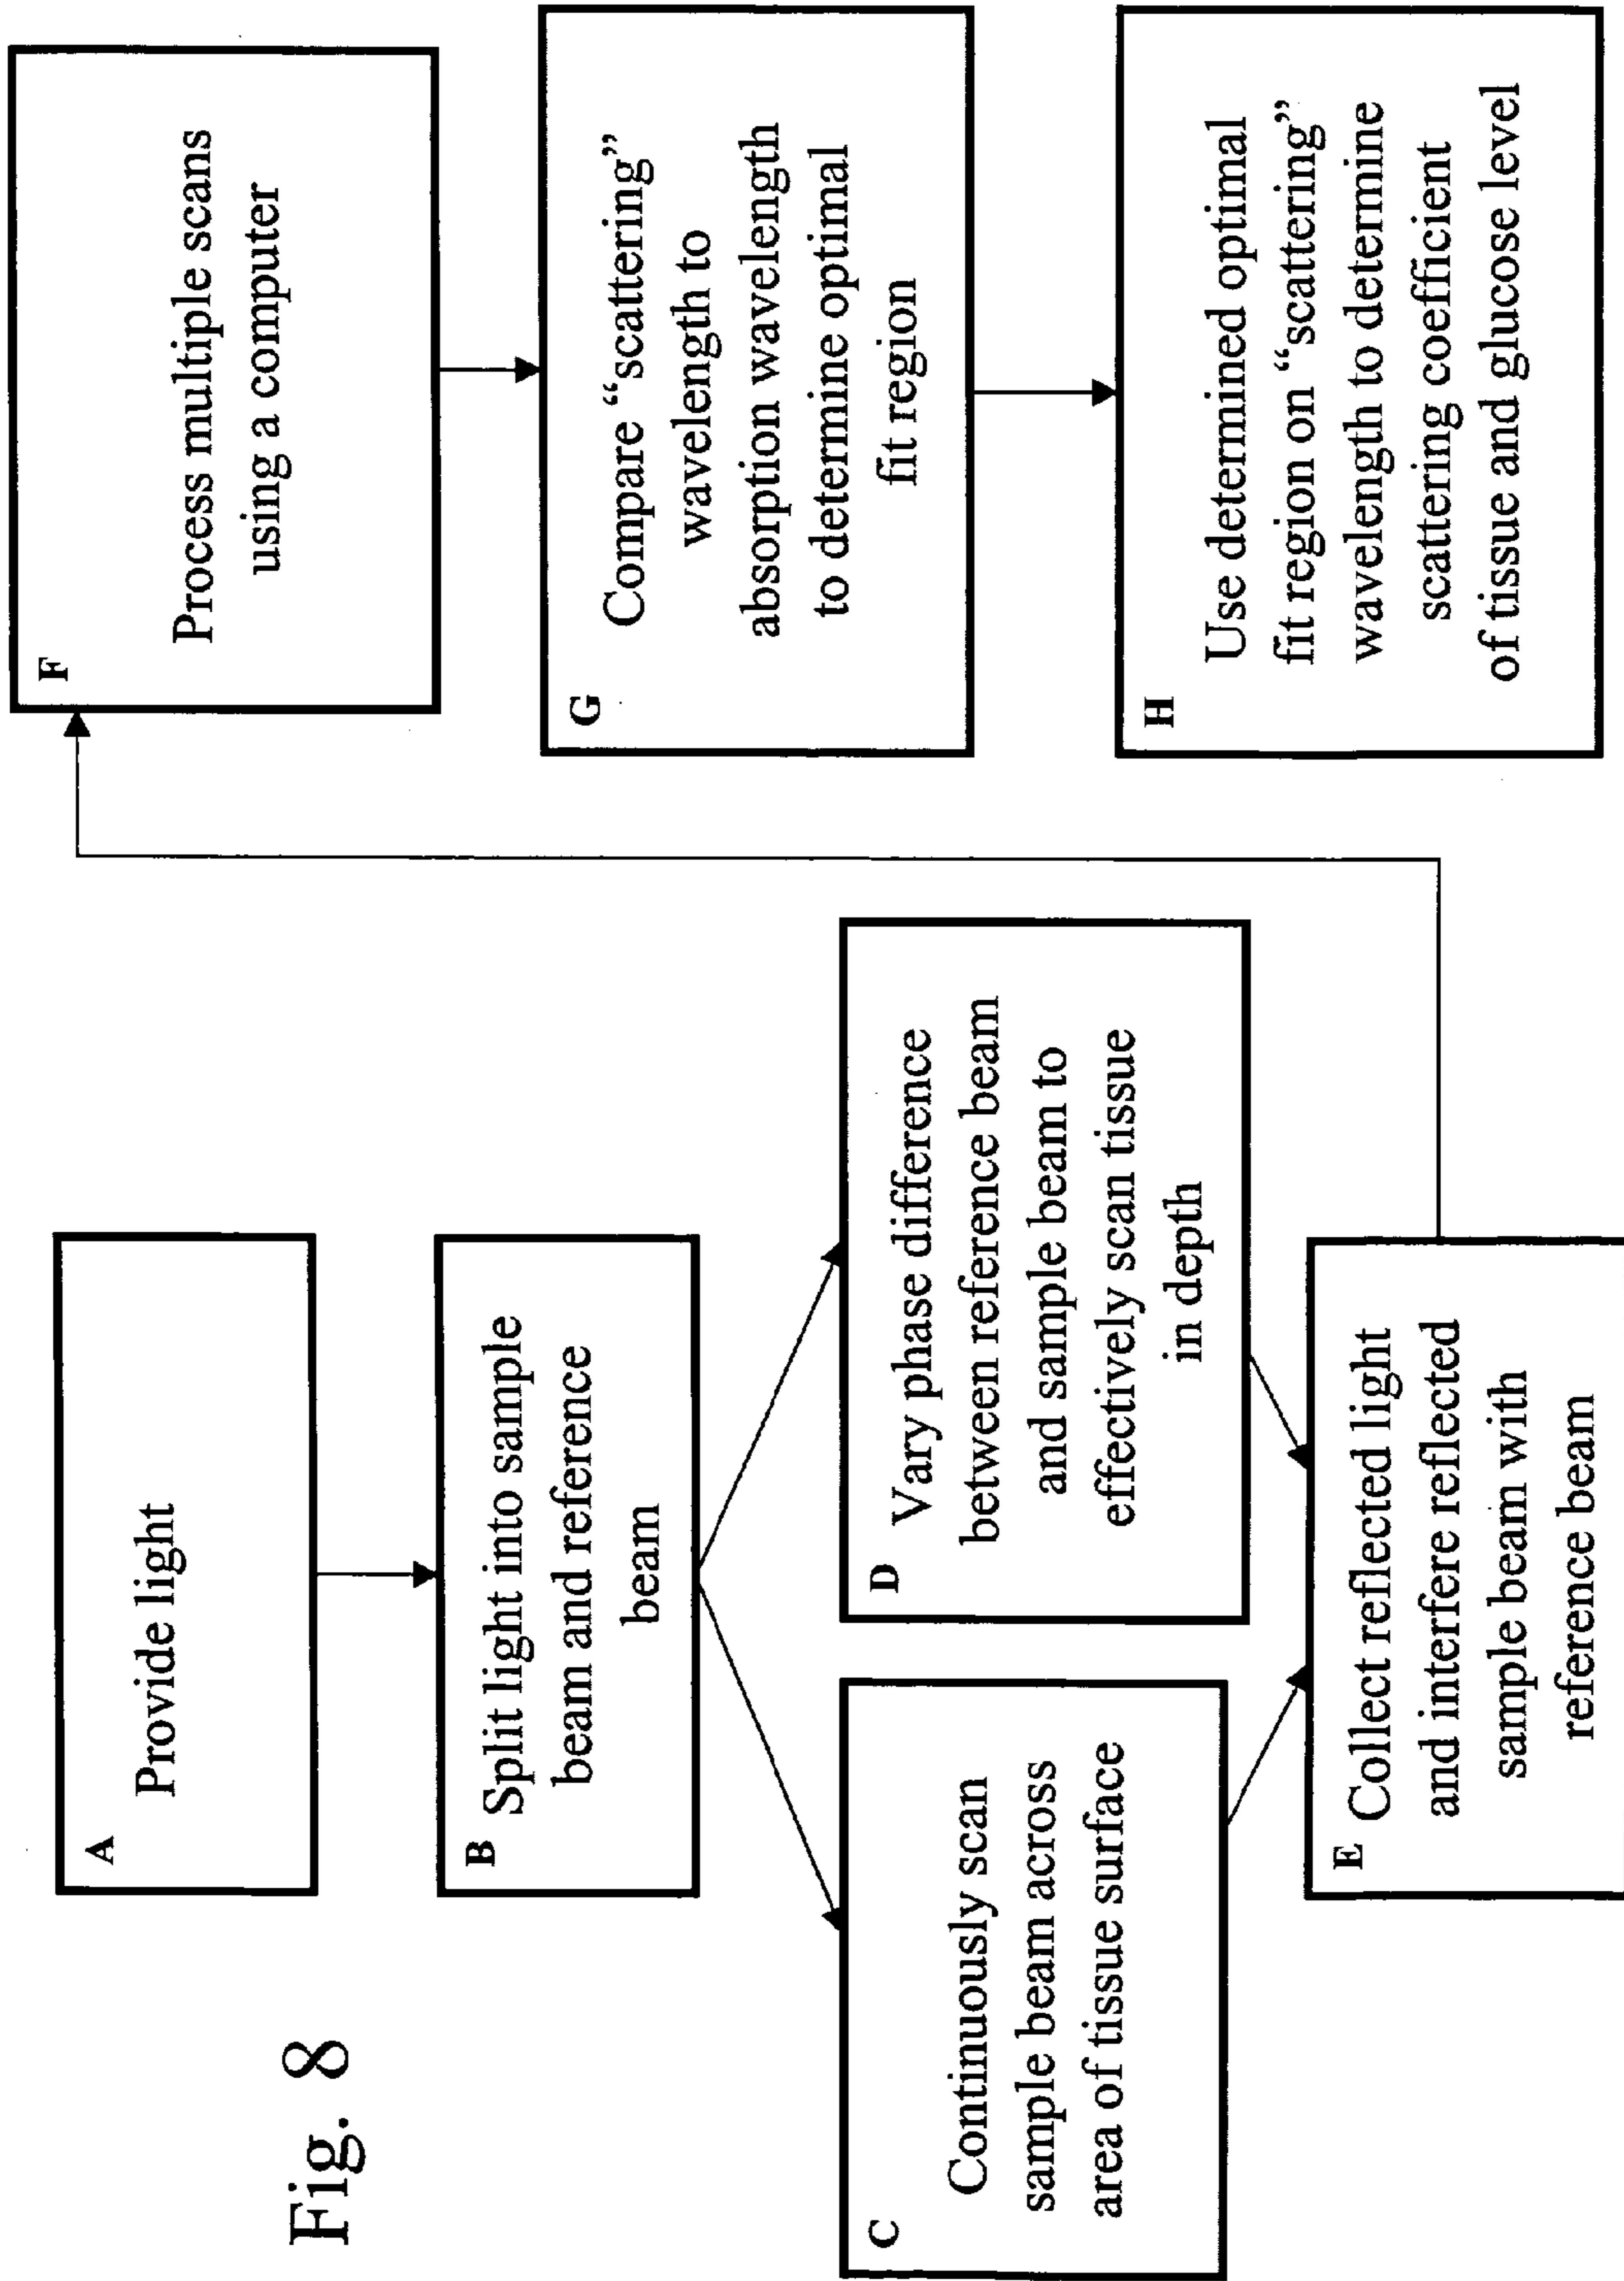 Fig. 8
A
Provide light
B
Split light into sample
beam and reference
beam
C
Continuously scan
sample beam across
area of tissue surface
D
Vary phase difference
between reference beam
and sample beam to
effectively scan tissue
in depth
E
Collect reflected light
and interfere reflected
sample beam with
reference beam
F
Process multiple scans
using a computer
G
Compare “scattering”
wavelength to
absorption wavelength
to determine optimal
fit region
H
Use determined optimal
fit region on “scattering”
wavelength to determine
scattering coefficient
of tissue and glucose level